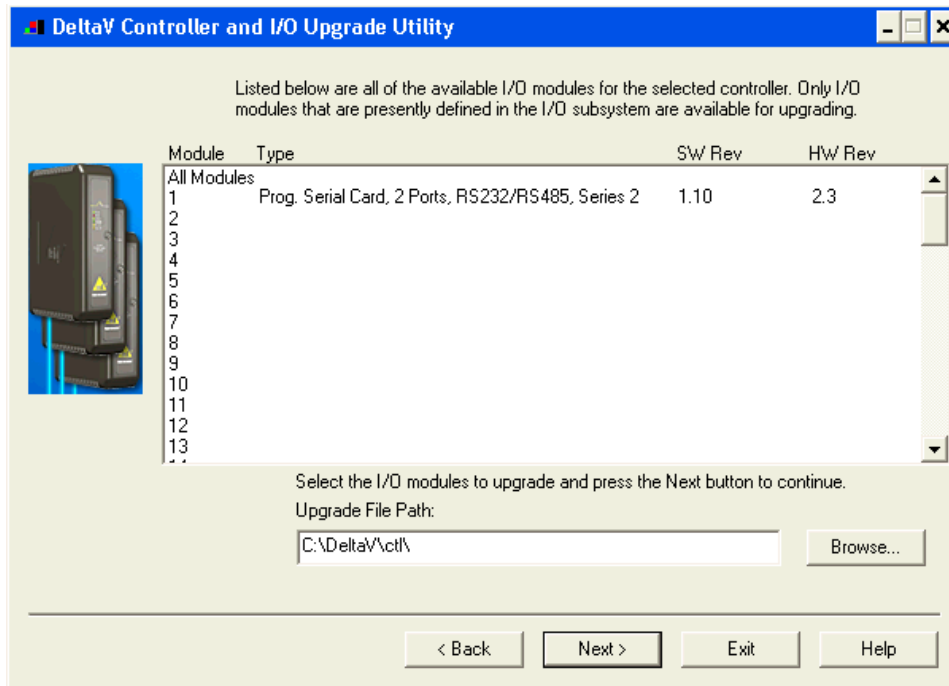 DeltaV Controller and I/O Upgrade Utility
Listed below are all of the available I/O modules for the selected controller. Only I/O
modules that are presently defined in the I/O subsystem are available for upgrading.
Module Type SW Rev HW Rev
All Modules
1 Prog. Serial Card, 2 Ports, RS232/RS485, Series 2 1.10 2.3
2
3
4
5
6
7
8
9
10
11
12
13
Select the I/O modules to upgrade and press the Next button to continue.
Upgrade File Path:
C:\DeltaV\ctl\ Browse...
< Back Next > Exit Help